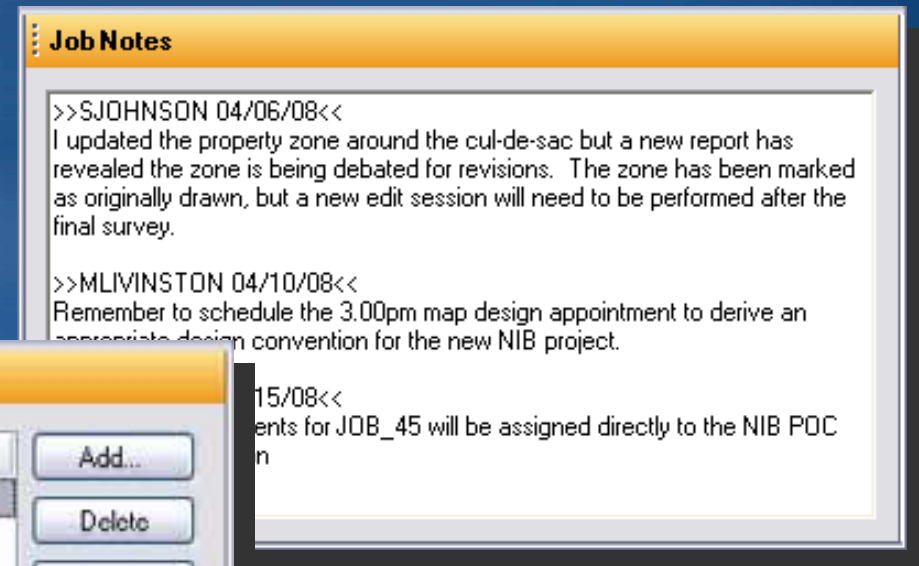 Job Notes
>>SJOHNSON 04/06/08<<
I updated the property zone around the cul-de-sac but a new report has
revealed the zone is being debated for revisions.  The zone has been marked
as originally drawn, but a new edit session will need to be performed after the
final survey.
>>MLIVINSTON 04/10/08<<
Remember to schedule the 3.00pm map design appointment to derive an
appropriate design convention for the new NIB project.
15/08<<
ents for JOB_45 will be assigned directly to the NIB POC
n
Add...
Delete